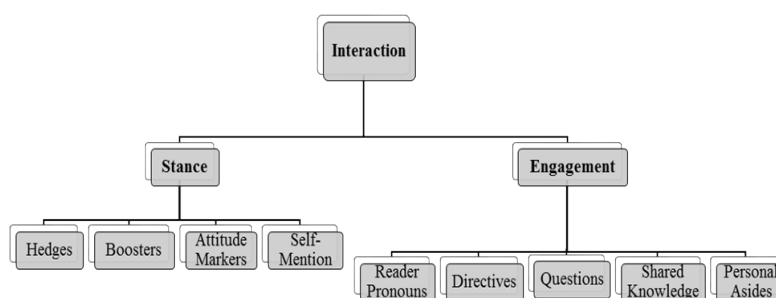 Interaction
Stance
Engagement
Hedges
Boosters
Attitude
Markers
Self-
Mention
Reader
Pronouns
Directives
Questions
Shared
Knowledge
Personal
Asides